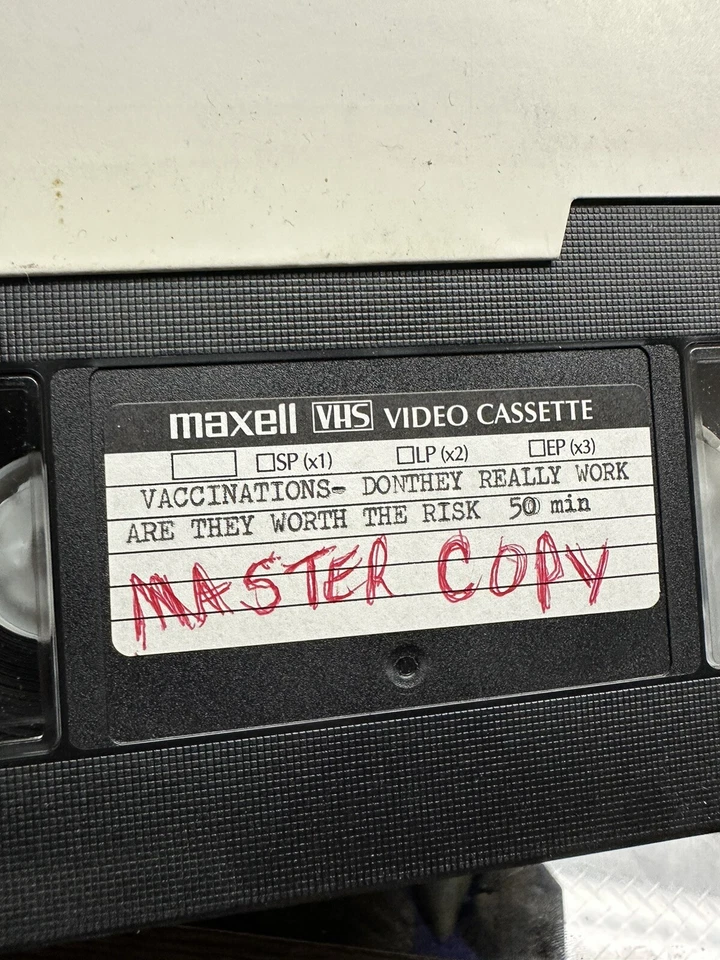 maxell VHS VIDEO CASSETTE
SP (x1) LP (x2) EP (x3)
VACCINATIONS- DONTHEY REALLY WORK
ARE THEY WORTH THE RISK 50 min
MASTER COPY